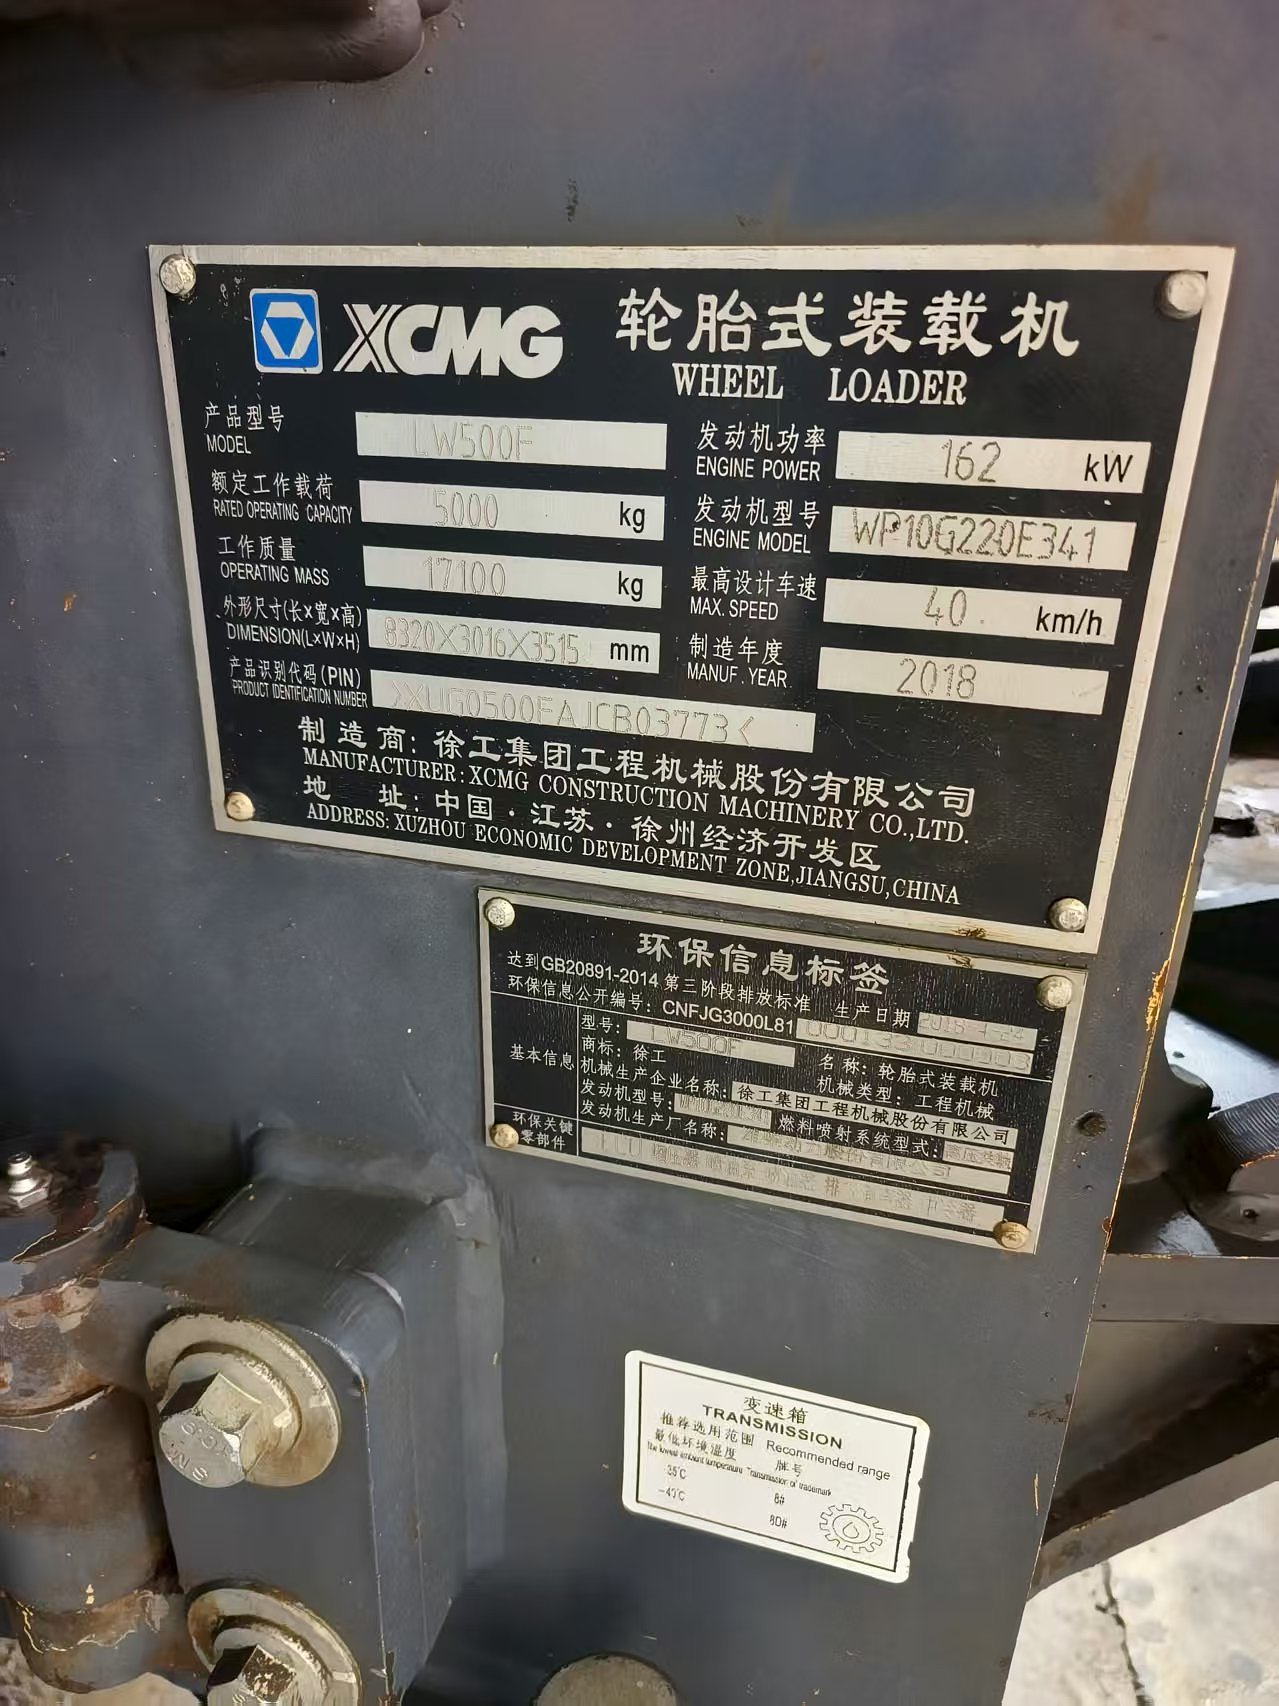 XCMG 轮胎式装载机
WHEEL LOADER
产品型号
MODEL
LW500F
额定工作载荷
RATED OPERATING CAPACITY
5000 kg
工作质量
OPERATING MASS
17100 kg
外形尺寸(长×宽×高)
DIMENSION(L×W×H)
8320X3016X3515 mm
产品识别代码(PIN)
PRODUCT IDENTIFICATION NUMBER
>XUG0500FAJCB03773<
发动机功率
ENGINE POWER
162 kW
发动机型号
ENGINE MODEL
WP10G220E341
最高设计车速
MAX. SPEED
40 km/h
制造年度
MANUF. YEAR
2018
制造商:徐工集团工程机械股份有限公司
MANUFACTURER: XCMG CONSTRUCTION MACHINERY CO.,LTD.
地 址:中国·江苏·徐州经济开发区
ADDRESS: XUZHOU ECONOMIC DEVELOPMENT ZONE,JIANGSU,CHINA
环保信息标签
达到GB20891-2014 第三阶段排放标准 生产日期
环保信息公开编号: CNFJG3000L81
基本信息
型号: LW500F 名称: 轮胎式装载机
商标: 徐工 机械类型: 工程机械
机械生产企业名称: 徐工集团工程机械股份有限公司
发动机型号: 燃料喷射系统型式:
发动机生产厂名称:
环保关键
零部件
变速箱
TRANSMISSION
推荐选用范围 Recommended range
最低环境温度 牌号
The lowest ambient temperature Transmission oil trademark
8#
80#